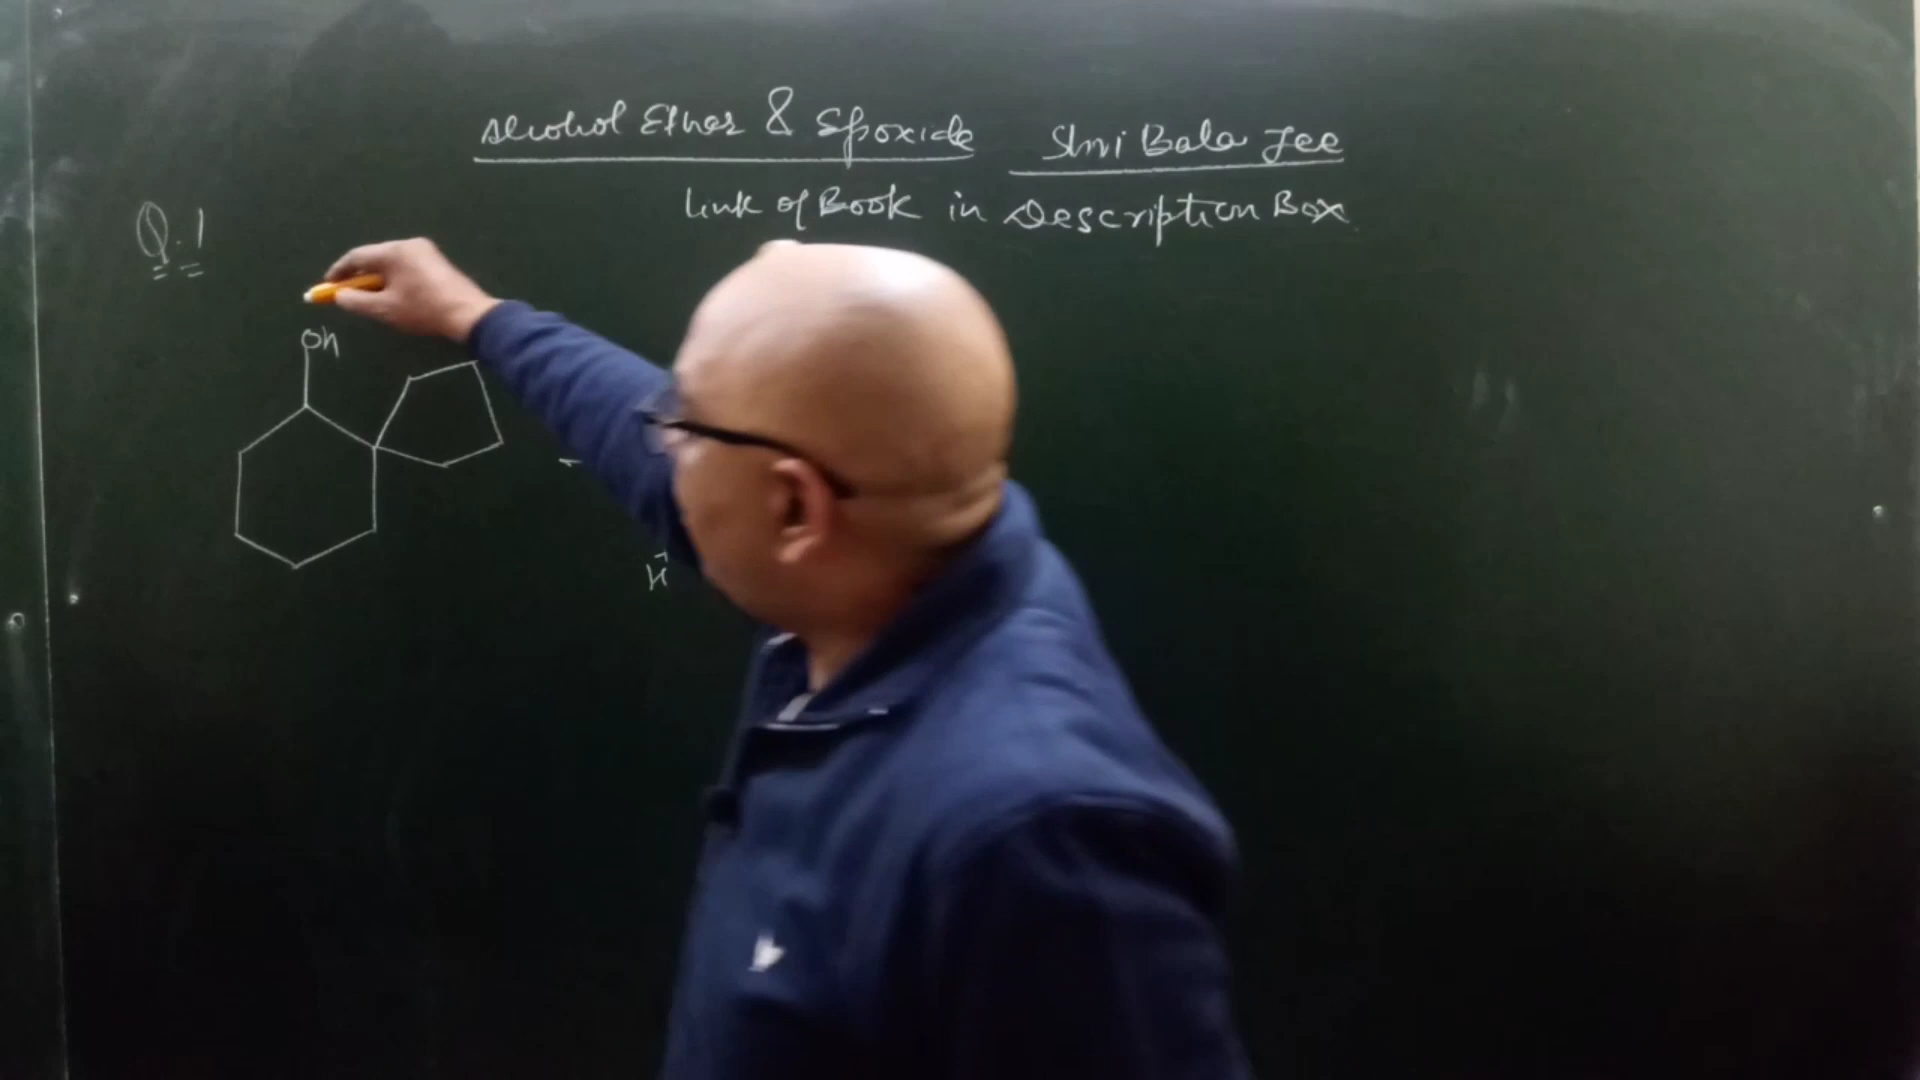 Alcohol Ether & Epoxide Shri Bala Jee
Link of Book in Description Box
Q.1
OH
H